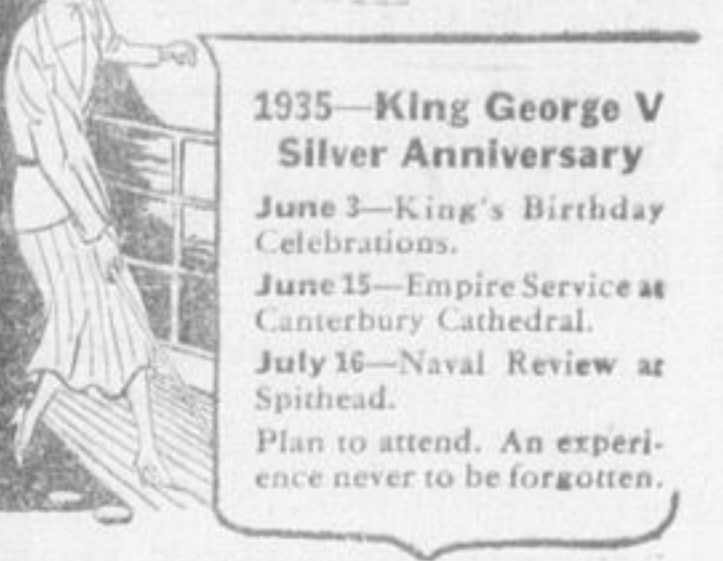 1935—King George V
Silver Anniversary
June 3—King's Birthday
Celebrations.
June 15—Empire Service at
Canterbury Cathedral.
July 16—Naval Review at
Spithead.
Plan to attend. An experi-
ence never to be forgotten.